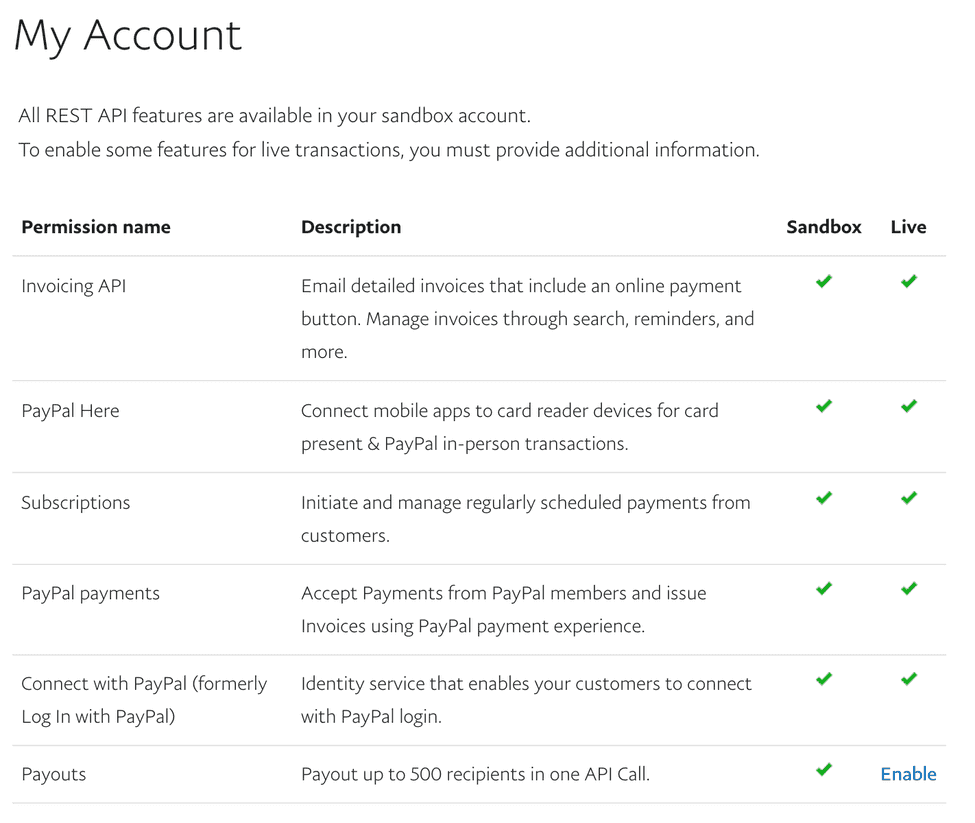 My Account
All REST API features are available in your sandbox account.
To enable some features for live transactions, you must provide additional information.
Permission name Description Sandbox Live
Invoicing API Email detailed invoices that include an online payment
button. Manage invoices through search, reminders, and
more.
PayPal Here Connect mobile apps to card reader devices for card
present & PayPal in-person transactions.
Subscriptions Initiate and manage regularly scheduled payments from
customers.
PayPal payments Accept Payments from PayPal members and issue
Invoices using PayPal payment experience.
Connect with PayPal (formerly Identity service that enables your customers to connect
Log In with PayPal) with PayPal login.
Payouts Payout up to 500 recipients in one API Call. Enable